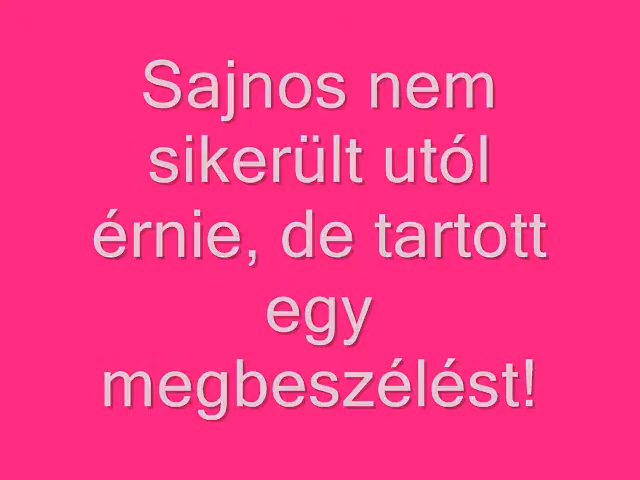 Sajnos nem
sikerült utól
érnie, de tartott
egy
megbeszélést!